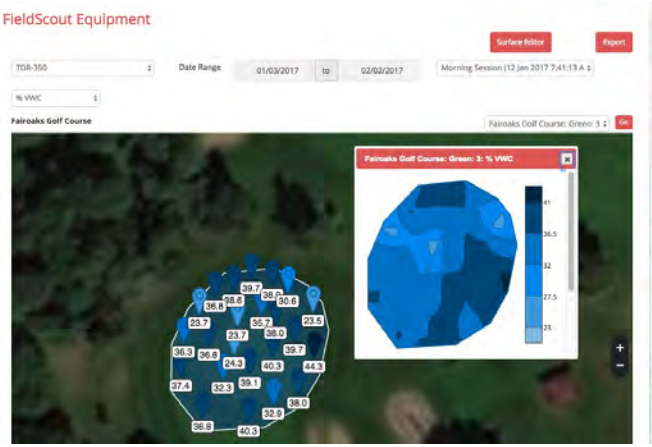 FieldScout Equipment
Surface Editor
Export
TDR-350
Date Range
01/03/2017
to
02/02/2017
Morning Session (12 Jan 2017 7:41:13 A
% VWC
Fairoaks Golf Course
Fairoaks Golf Course: Green: 3
Go
Fairoaks Golf Course: Green: 3: % VWC
x
41
36.5
32
27.5
23
39.7
36.8
38.6
38.0
30.6
23.7
35.7
23.5
23.7
38.0
36.3
36.8
39.7
24.3
40.3
44.3
37.4
32.3
39.1
38.0
32.9
36.8
40.3
+
−